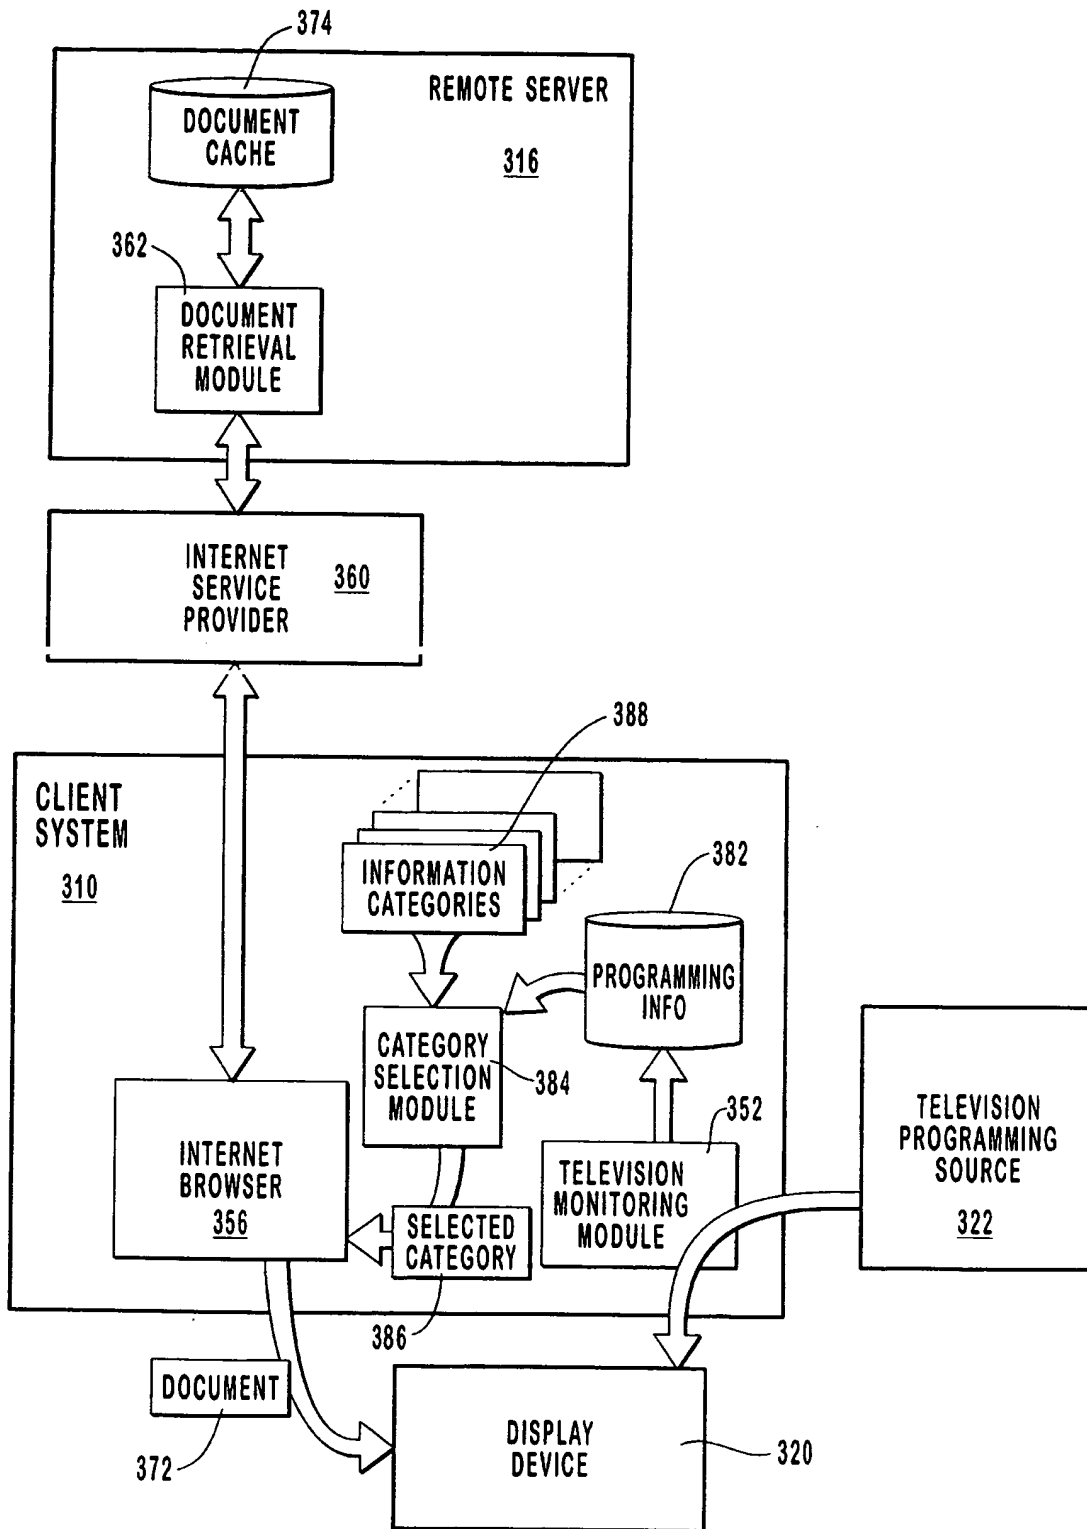 374
REMOTE SERVER
316
DOCUMENT
CACHE
362
DOCUMENT
RETRIEVAL
MODULE
INTERNET
SERVICE
PROVIDER
360
388
CLIENT
SYSTEM
310
INFORMATION
CATEGORIES
382
PROGRAMMING
INFO
CATEGORY
SELECTION
MODULE
384
352
TELEVISION
PROGRAMMING
SOURCE
322
INTERNET
BROWSER
356
TELEVISION
MONITORING
MODULE
SELECTED
CATEGORY
386
DOCUMENT
372
DISPLAY
DEVICE
320